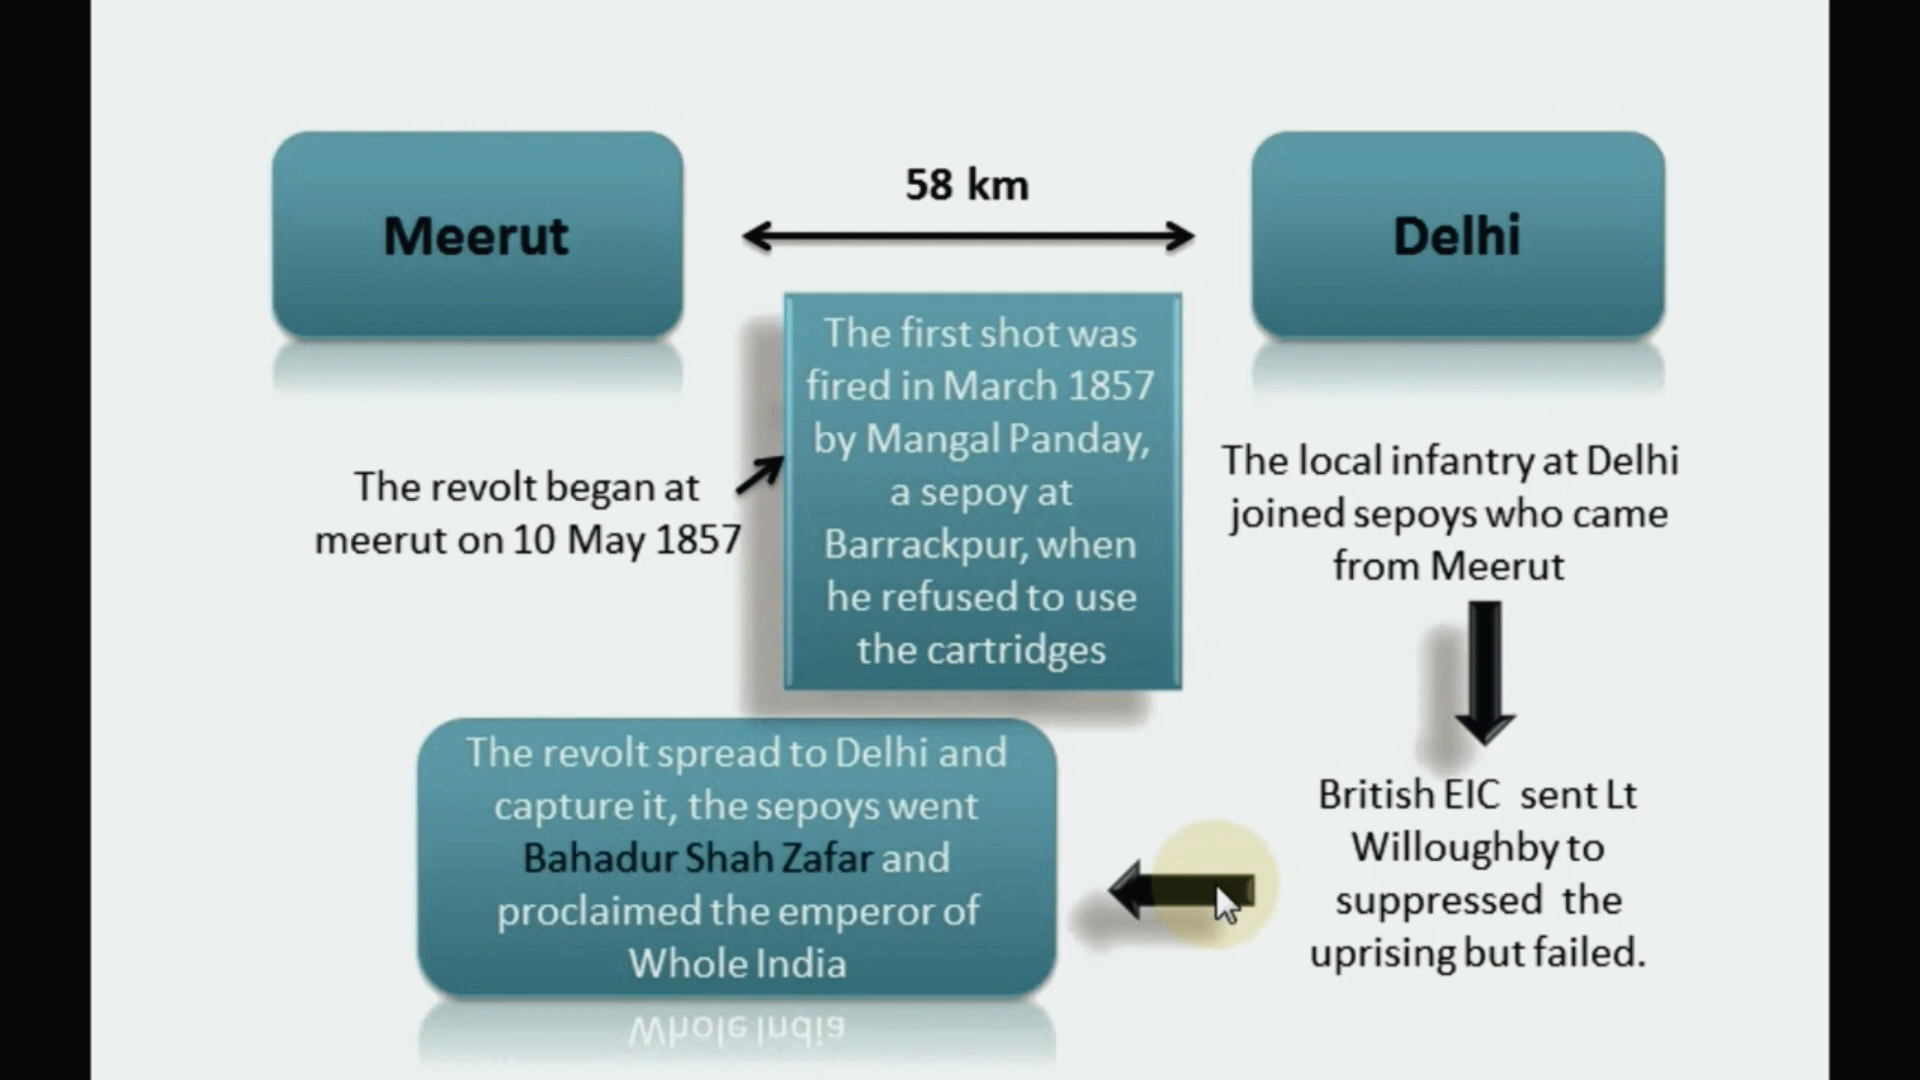 Meerut
58 km
Delhi
The first shot was
fired in March 1857
by Mangal Panday,
a sepoy at
Barrackpur, when
he refused to use
the cartridges
The revolt began at
meerut on 10 May 1857
The local infantry at Delhi
joined sepoys who came
from Meerut
British EIC sent Lt
Willoughby to
suppressed the
uprising but failed.
The revolt spread to Delhi and
capture it, the sepoys went
Bahadur Shah Zafar and
proclaimed the emperor of
Whole India